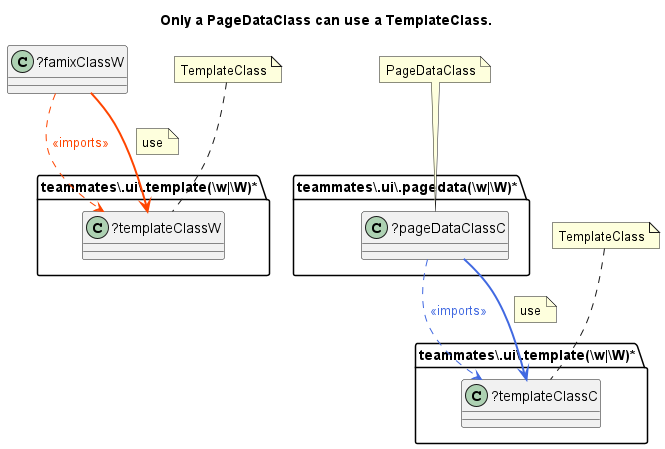 Only a PageDataClass can use a TemplateClass.
C ?famixClassW
TemplateClass
PageDataClass
«imports»
use
teammates\.ui\.template(\w|\W)*
C ?templateClassW
teammates\.ui\.pagedata(\w|\W)*
C ?pageDataClassC
TemplateClass
«imports»
use
teammates\.ui\.template(\w|\W)*
C ?templateClassC